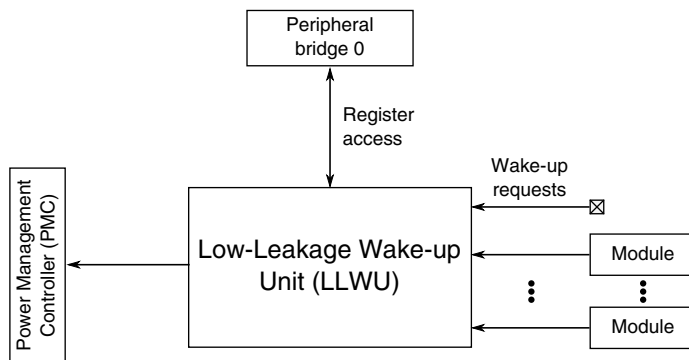 Peripheral
bridge 0
Register
access
Wake-up
requests
Power Management
Controller (PMC)
Low-Leakage Wake-up
Unit (LLWU)
Module
Module